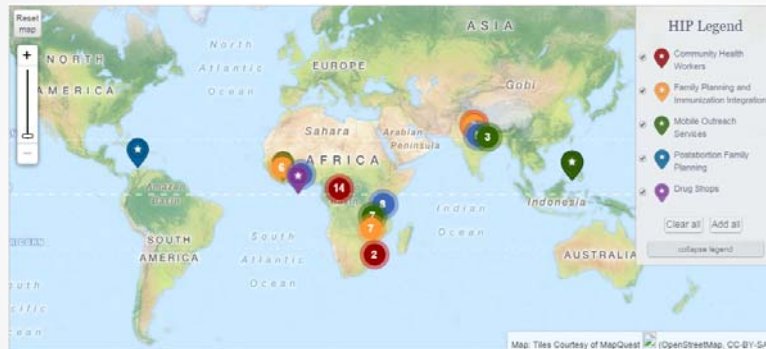 Reset
map
+
−
NORTH
AMERICA
North
Atlantic
Ocean
EUROPE
ASIA
Gobi
Sahara
Arabian
Peninsula
AFRICA
Amazon
Basin
SOUTH
AMERICA
South
Atlantic
Ocean
Indian
Ocean
Indonesia
AUSTRALIA
South
Pacific
Ocean
14
7
7
2
3
HIP Legend
Community Health
Workers
Family Planning and
Immunization Integration
Mobile Outreach
Services
Postabortion Family
Planning
Drug Shops
Clear all Add all
collapse legend
Map: Tiles Courtesy of MapQuest (OpenStreetMap, CC-BY-SA